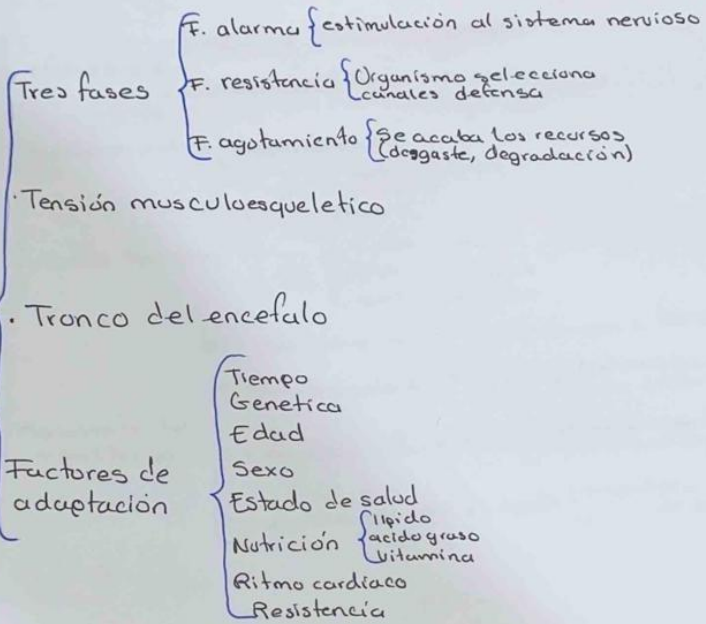 F. alarma {estimulación al sistema nervioso
Tres fases
F. resistencia {Organismo selecciona
canales defensa
F. agotamiento {Se acaba los recursos
(desgaste, degradación)
· Tensión musculoesqueletico
· Tronco del encefalo
Factores de
adaptación
Tiempo
Genetica
Edad
Sexo
Estado de salud
Nutrición {lipido
acido graso
vitamina
Ritmo cardiaco
Resistencia